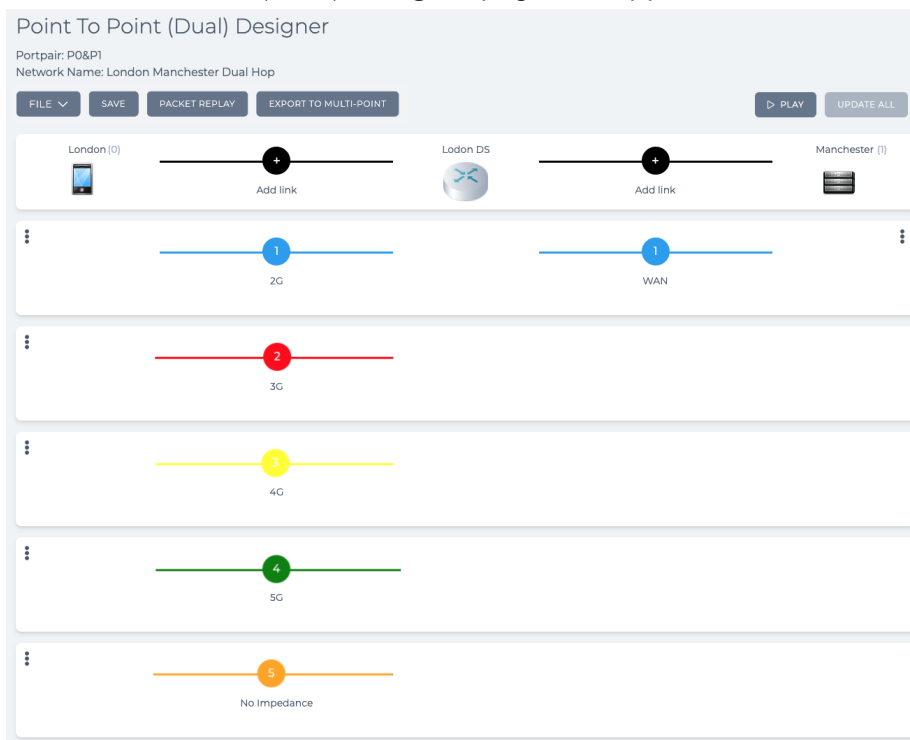 Point To Point (Dual) Designer
Portpair: P0&P1
Network Name: London Manchester Dual Hop
FILE SAVE PACKET REPLAY EXPORT TO MULTI-POINT PLAY UPDATE ALL
London (0) Lodon DS Manchester (1)
+ +
Add link Add link
1 1
2G WAN
2
3G
3
4G
4
5G
5
No Impedance